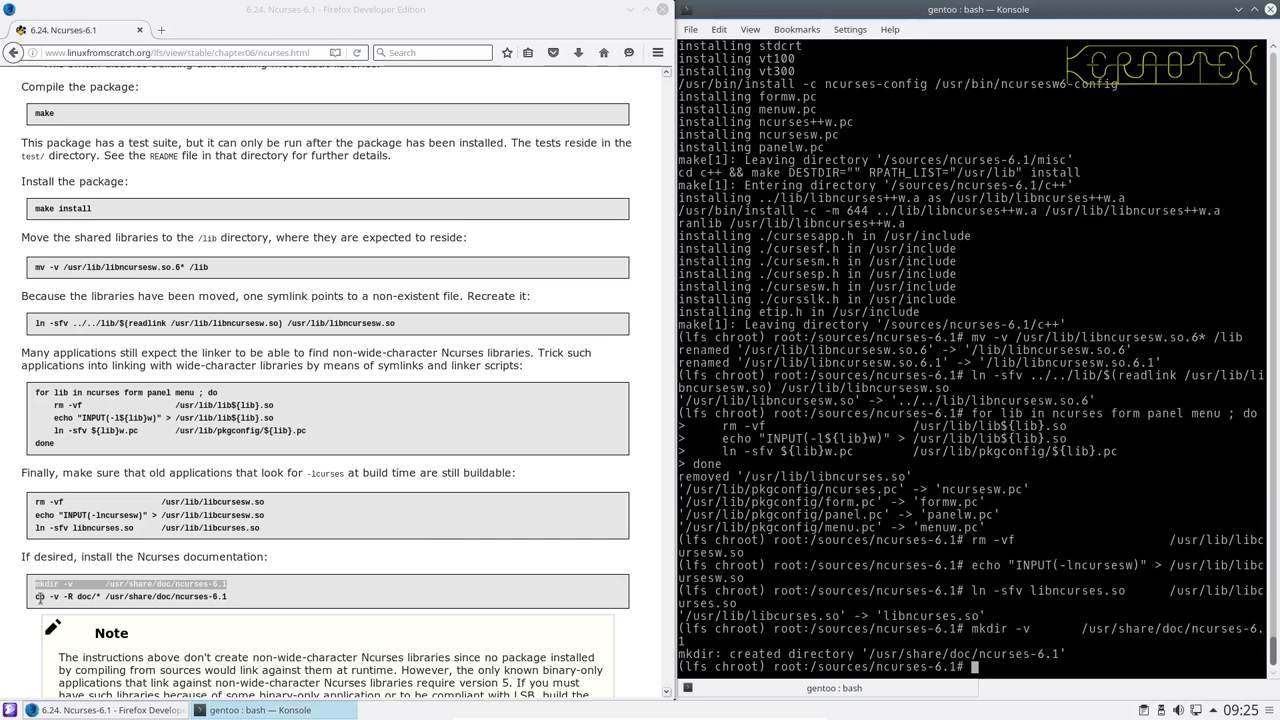 6.24. Ncurses-6.1 - Firefox Developer Edition
6.24. Ncurses-6.1
www.linuxfromscratch.org/lfs/view/stable/chapter06/ncurses.html
Search
Compile the package:
make
This package has a test suite, but it can only be run after the package has been installed. The tests reside in the
test/ directory. See the README file in that directory for further details.
Install the package:
make install
Move the shared libraries to the /lib directory, where they are expected to reside:
mv -v /usr/lib/libncursesw.so.6* /lib
Because the libraries have been moved, one symlink points to a non-existent file. Recreate it:
ln -sfv ../../lib/$(readlink /usr/lib/libncursesw.so) /usr/lib/libncursesw.so
Many applications still expect the linker to be able to find non-wide-character Ncurses libraries. Trick such
applications into linking with wide-character libraries by means of symlinks and linker scripts:
for lib in ncurses form panel menu ; do
rm -vf /usr/lib/lib${lib}.so
echo "INPUT(-l${lib}w)" > /usr/lib/lib${lib}.so
ln -sfv ${lib}w.pc /usr/lib/pkgconfig/${lib}.pc
done
Finally, make sure that old applications that look for -lcurses at build time are still buildable:
rm -vf /usr/lib/libcursesw.so
echo "INPUT(-lncursesw)" > /usr/lib/libcursesw.so
ln -sfv libncurses.so /usr/lib/libcurses.so
If desired, install the Ncurses documentation:
mkdir -v /usr/share/doc/ncurses-6.1
cp -v -R doc/* /usr/share/doc/ncurses-6.1
Note
The instructions above don't create non-wide-character Ncurses libraries since no package installed
by compiling from sources would link against them at runtime. However, the only known binary-only
applications that link against non-wide-character Ncurses libraries require version 5. If you must
have such libraries because of some binary-only application or to be compliant with LSB, build the
gentoo : bash — Konsole
File Edit View Bookmarks Settings Help
KERNOTEX
installing stdcrt
installing vt100
installing vt300
/usr/bin/install -c ncurses-config /usr/bin/ncursesw6-config
installing formw.pc
installing menuw.pc
installing ncurses++w.pc
installing ncursesw.pc
installing panelw.pc
make[1]: Leaving directory '/sources/ncurses-6.1/misc'
cd c++ && make DESTDIR="" RPATH_LIST="/usr/lib" install
make[1]: Entering directory '/sources/ncurses-6.1/c++'
installing ../lib/libncurses++w.a as /usr/lib/libncurses++w.a
/usr/bin/install -c -m 644 ../lib/libncurses++w.a /usr/lib/libncurses++w.a
ranlib /usr/lib/libncurses++w.a
installing ./cursesapp.h in /usr/include
installing ./cursesf.h in /usr/include
installing ./cursesm.h in /usr/include
installing ./cursesp.h in /usr/include
installing ./cursesw.h in /usr/include
installing ./cursslk.h in /usr/include
installing etip.h in /usr/include
make[1]: Leaving directory '/sources/ncurses-6.1/c++'
(lfs chroot) root:/sources/ncurses-6.1# mv -v /usr/lib/libncursesw.so.6* /lib
renamed '/usr/lib/libncursesw.so.6' -> '/lib/libncursesw.so.6'
renamed '/usr/lib/libncursesw.so.6.1' -> '/lib/libncursesw.so.6.1'
(lfs chroot) root:/sources/ncurses-6.1# ln -sfv ../../lib/$(readlink /usr/lib/li
bncursesw.so) /usr/lib/libncursesw.so
'/usr/lib/libncursesw.so' -> '../../lib/libncursesw.so.6'
(lfs chroot) root:/sources/ncurses-6.1# for lib in ncurses form panel menu ; do
> rm -vf /usr/lib/lib${lib}.so
> echo "INPUT(-l${lib}w)" > /usr/lib/lib${lib}.so
> ln -sfv ${lib}w.pc /usr/lib/pkgconfig/${lib}.pc
> done
removed '/usr/lib/libncurses.so'
'/usr/lib/pkgconfig/ncurses.pc' -> 'ncursesw.pc'
'/usr/lib/pkgconfig/form.pc' -> 'formw.pc'
'/usr/lib/pkgconfig/panel.pc' -> 'panelw.pc'
'/usr/lib/pkgconfig/menu.pc' -> 'menuw.pc'
(lfs chroot) root:/sources/ncurses-6.1# rm -vf /usr/lib/libc
ursesw.so
(lfs chroot) root:/sources/ncurses-6.1# echo "INPUT(-lncursesw)" > /usr/lib/libc
ursesw.so
(lfs chroot) root:/sources/ncurses-6.1# ln -sfv libncurses.so /usr/lib/libc
urses.so
'/usr/lib/libcurses.so' -> 'libncurses.so'
(lfs chroot) root:/sources/ncurses-6.1# mkdir -v /usr/share/doc/ncurses-6.
1
mkdir: created directory '/usr/share/doc/ncurses-6.1'
(lfs chroot) root:/sources/ncurses-6.1#
gentoo : bash
6.24. Ncurses-6.1 - Firefox Develope
gentoo : bash — Konsole
09:25